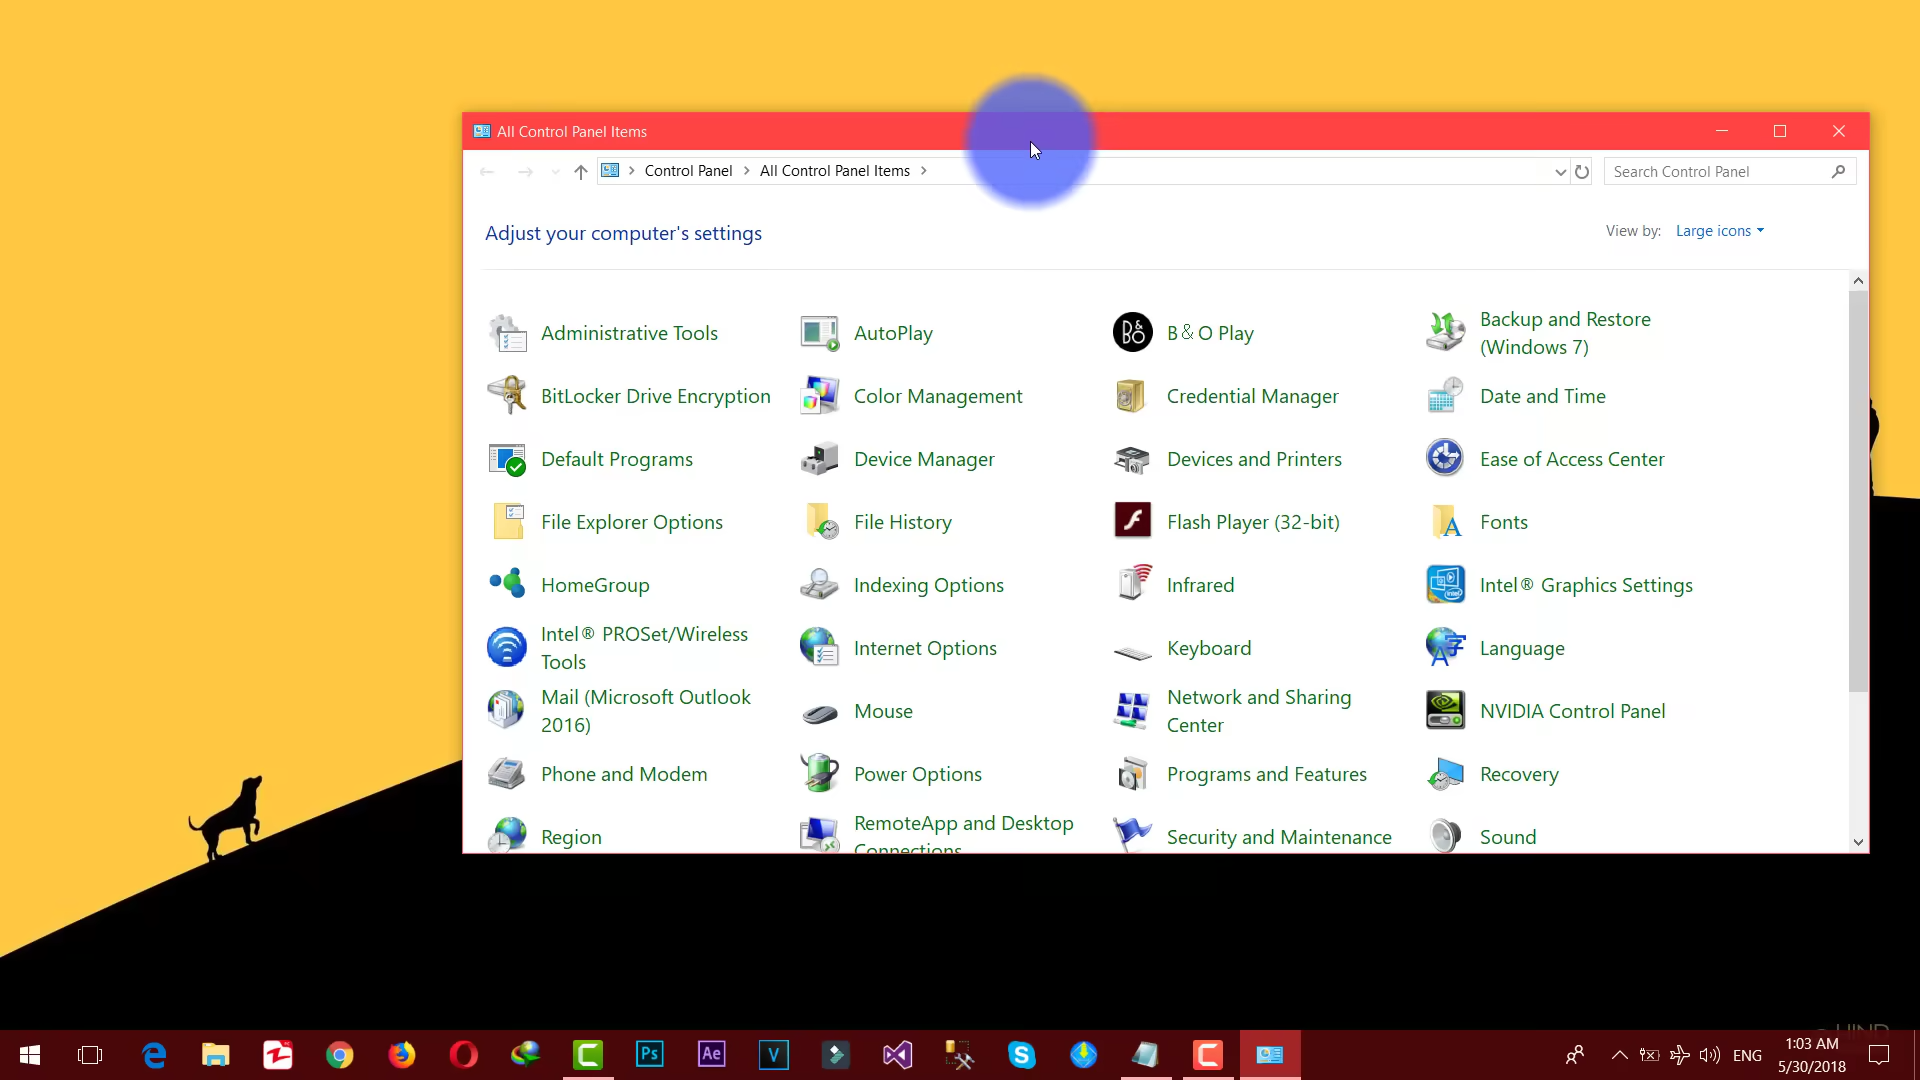 All Control Panel Items
Control Panel
All Control Panel Items
Search Control Panel
Adjust your computer's settings
View by: Large icons
Administrative Tools
AutoPlay
B&O
B&O Play
Backup and Restore
(Windows 7)
BitLocker Drive Encryption
Color Management
Credential Manager
Date and Time
Default Programs
Device Manager
Devices and Printers
Ease of Access Center
File Explorer Options
File History
Flash Player (32-bit)
Fonts
HomeGroup
Indexing Options
Infrared
Intel® Graphics Settings
Intel® PROSet/Wireless
Tools
Internet Options
Keyboard
Language
Mail (Microsoft Outlook
2016)
Mouse
Network and Sharing
Center
NVIDIA Control Panel
Phone and Modem
Power Options
Programs and Features
Recovery
Region
RemoteApp and Desktop
Connections
Security and Maintenance
Sound
Ps
Ae
V
ENG
1:03 AM
5/30/2018